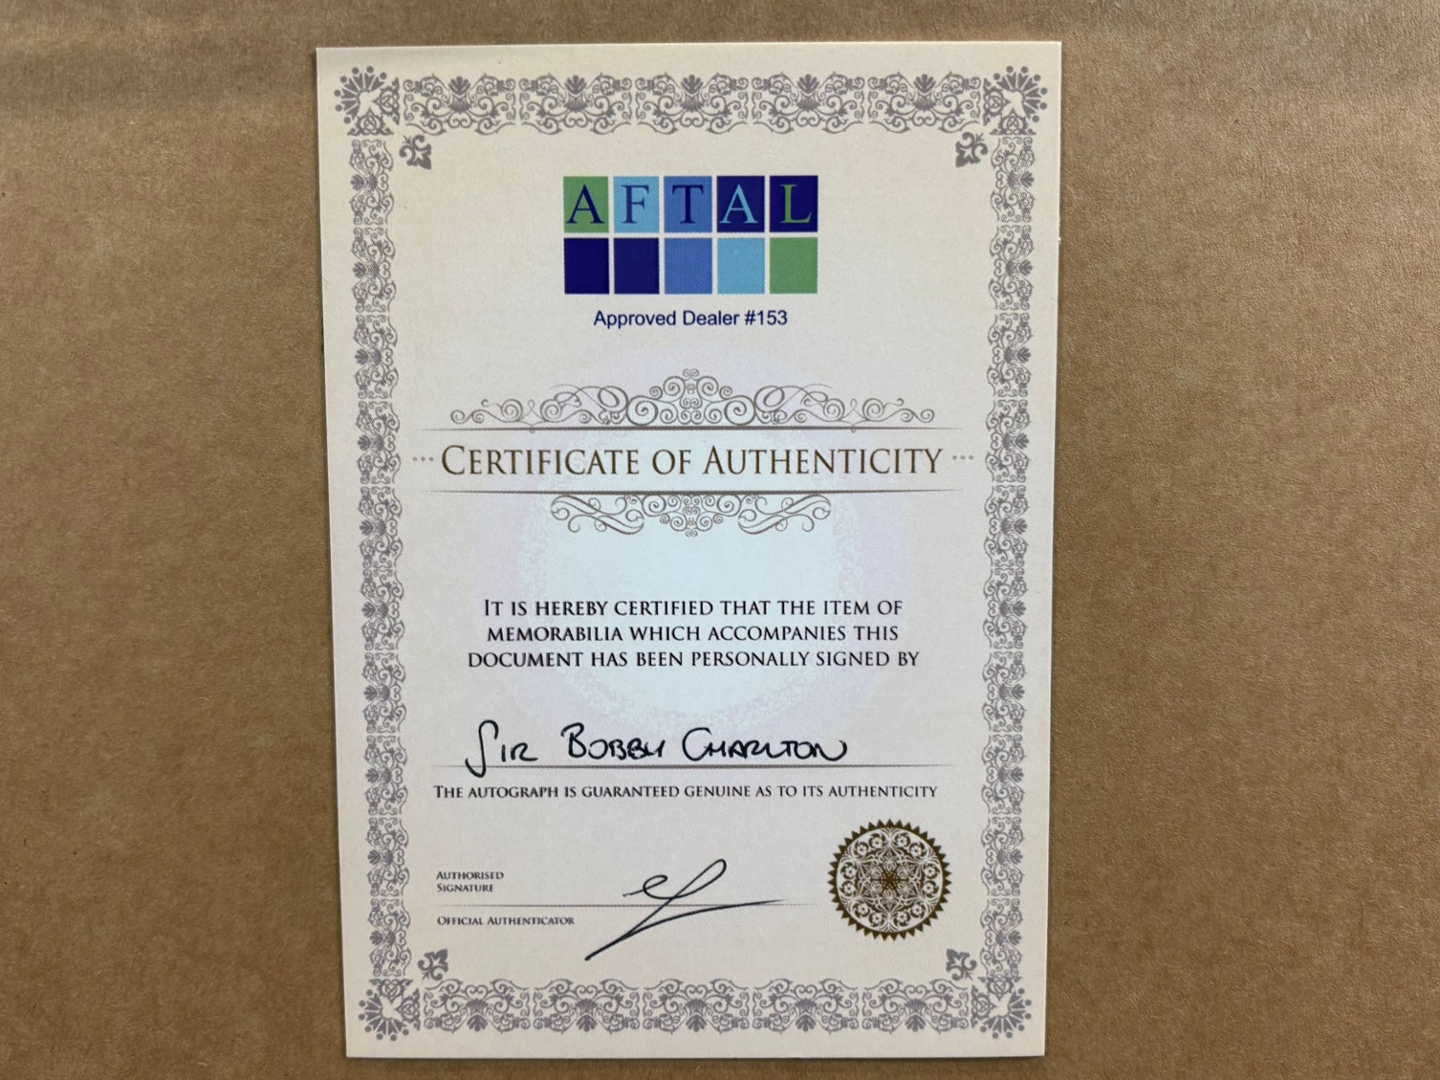 AFTAL
Approved Dealer #153
CERTIFICATE OF AUTHENTICITY
IT IS HEREBY CERTIFIED THAT THE ITEM OF
MEMORABILIA WHICH ACCOMPANIES THIS
DOCUMENT HAS BEEN PERSONALLY SIGNED BY
SIR BOBBY CHARLTON
THE AUTOGRAPH IS GUARANTEED GENUINE AS TO ITS AUTHENTICITY
AUTHORISED
SIGNATURE
OFFICIAL AUTHENTICATOR